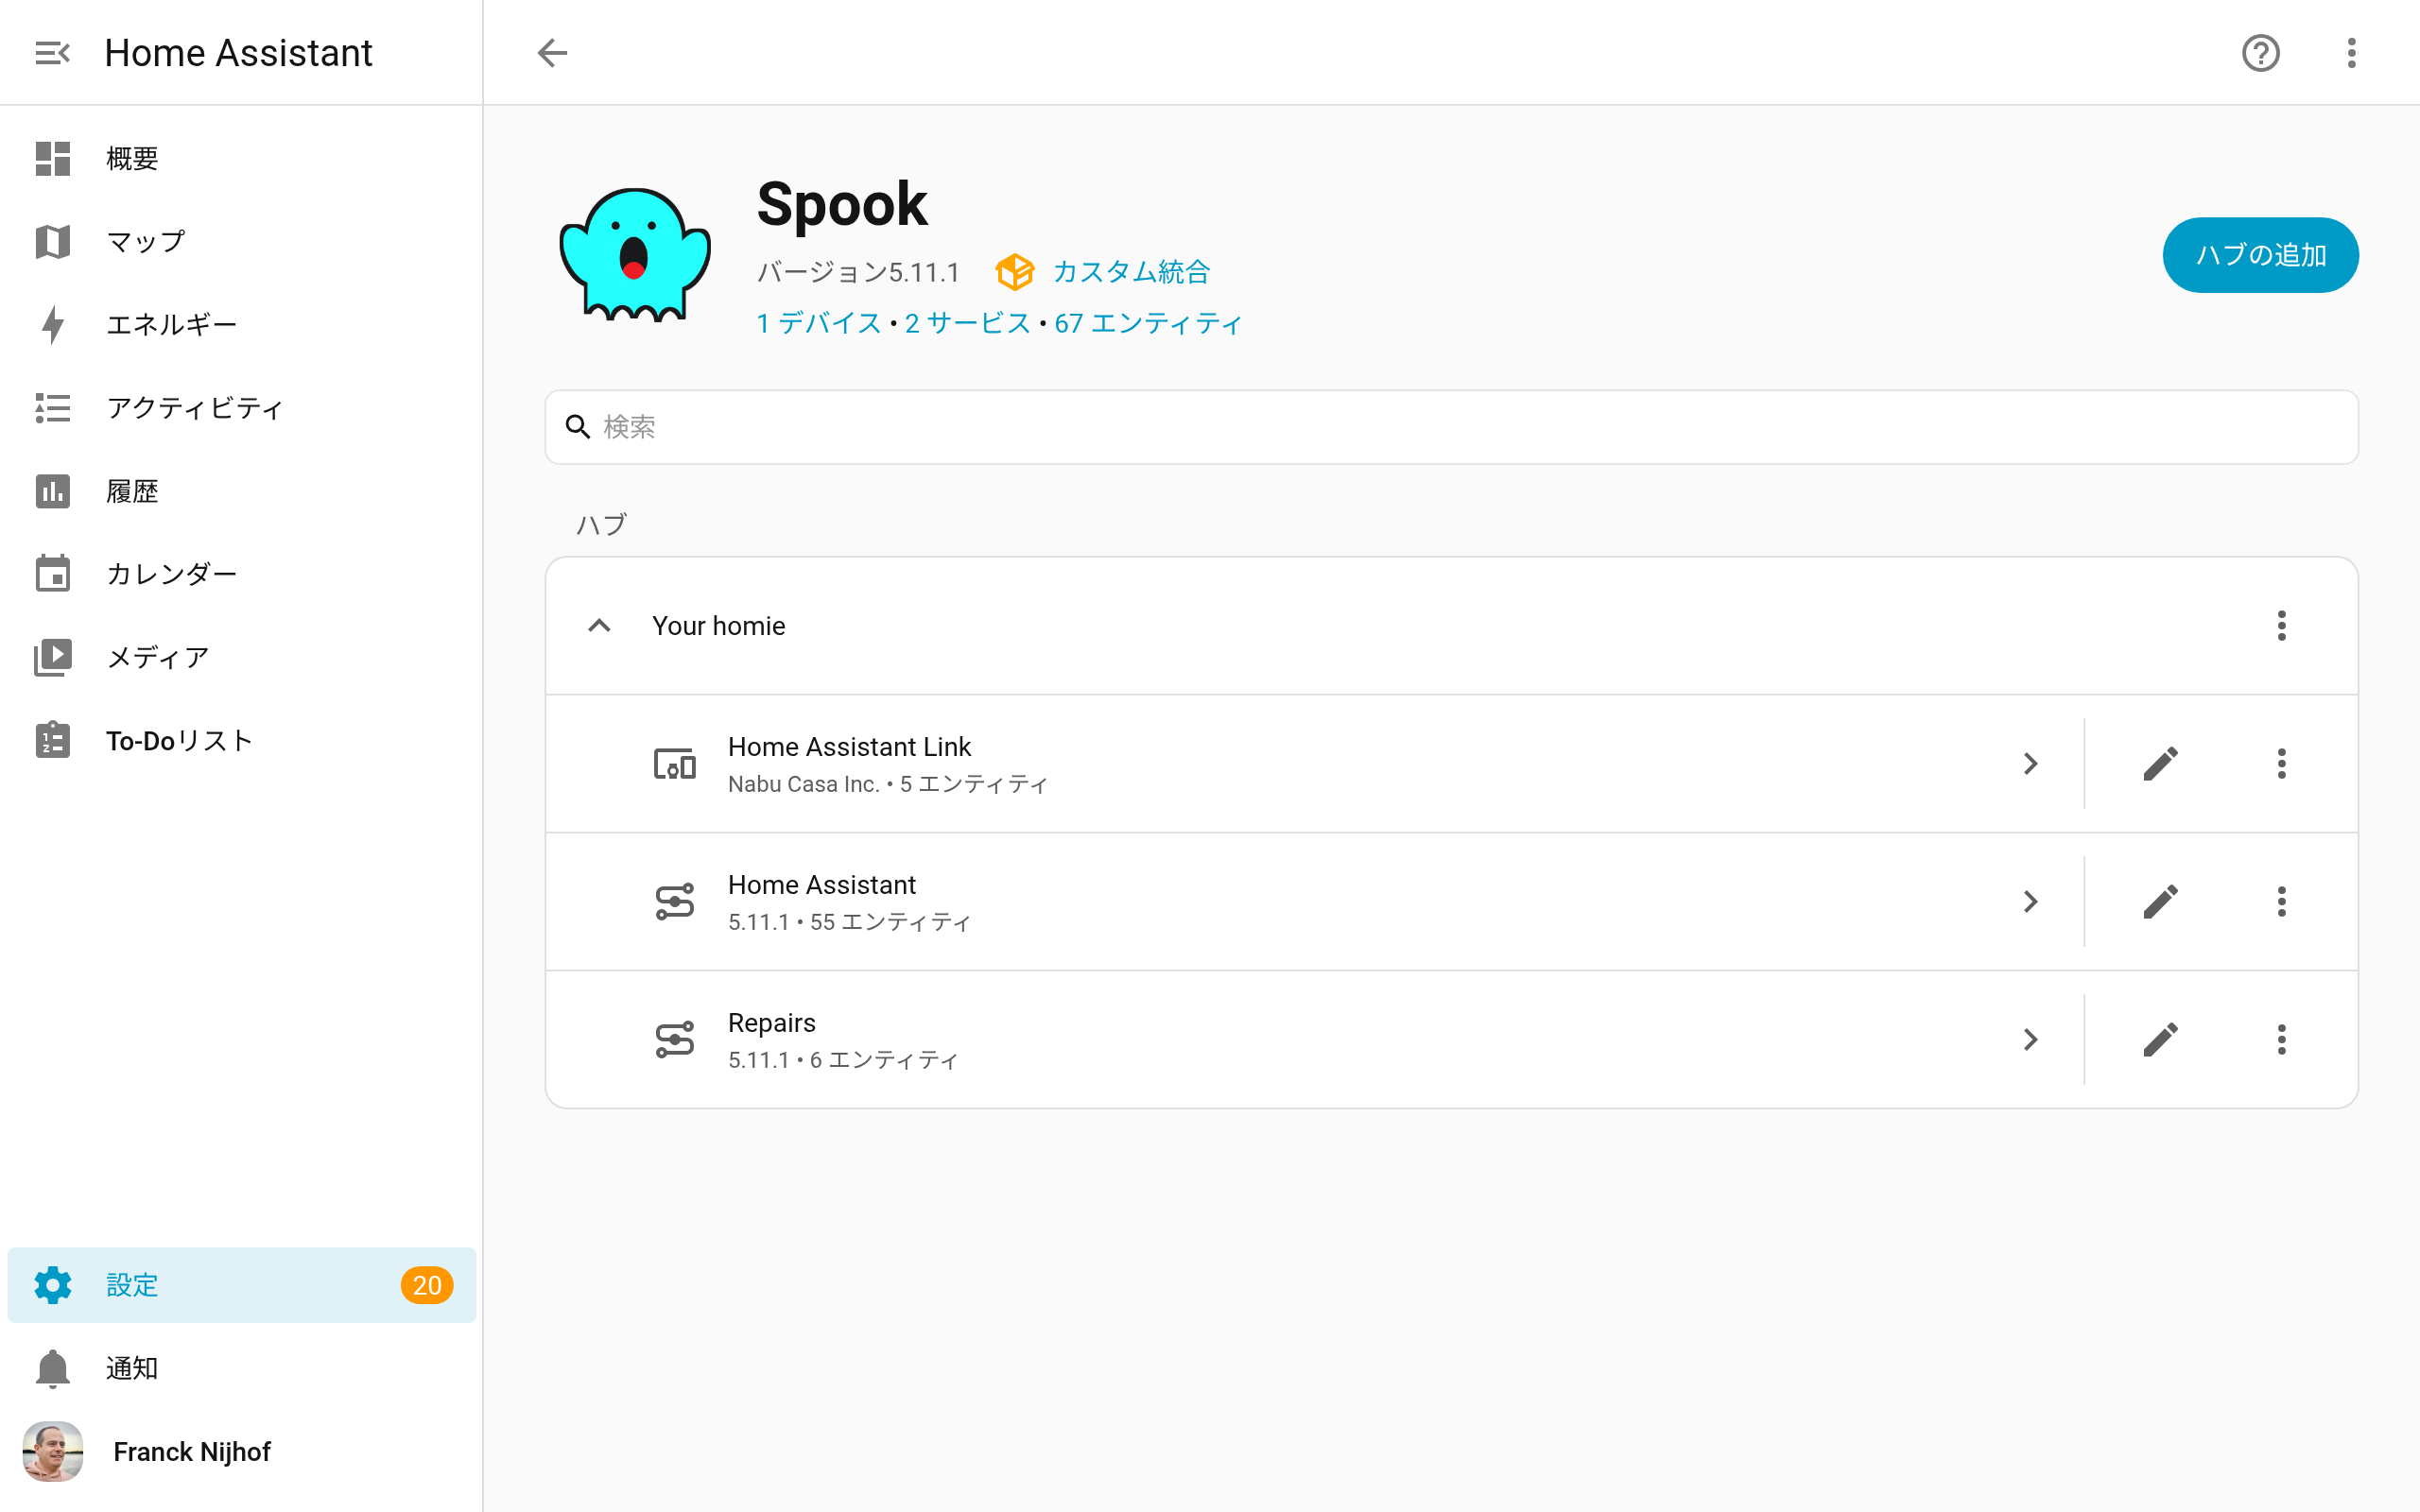 Home Assistant
概要
マップ
エネルギー
アクティビティ
履歴
カレンダー
メディア
To-Doリスト
設定
20
通知
Franck Nijhof
Spook
バージョン5.11.1 カスタム統合
1 デバイス • 2 サービス • 67 エンティティ
ハブの追加
検索
ハブ
Your homie
Home Assistant Link
Nabu Casa Inc. • 5 エンティティ
Home Assistant
5.11.1 • 55 エンティティ
Repairs
5.11.1 • 6 エンティティ